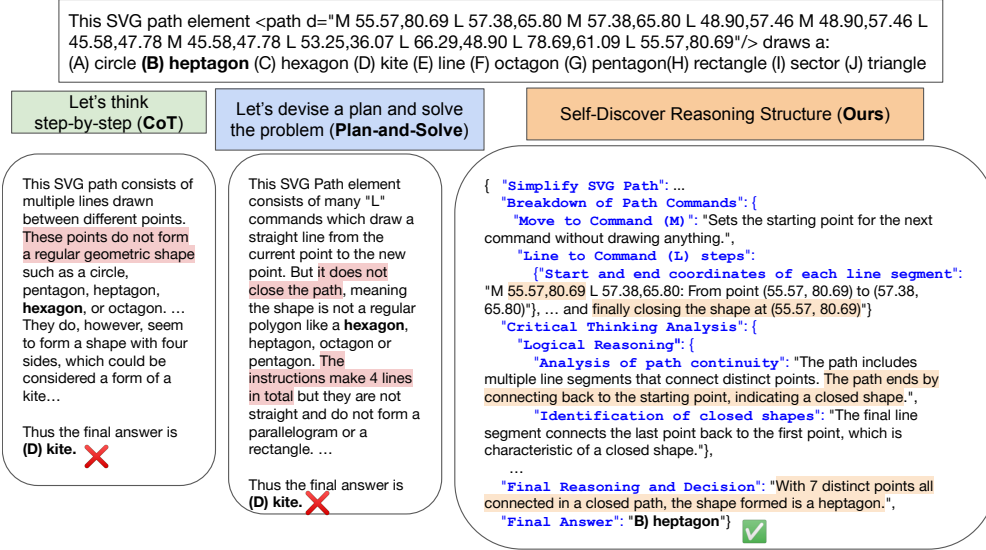 This SVG path element <path d="M 55.57,80.69 L 57.38,65.80 M 57.38,65.80 L 48.90,57.46 M 48.90,57.46 L
45.58,47.78 M 45.58,47.78 L 53.25,36.07 L 66.29,48.90 L 78.69,61.09 L 55.57,80.69"/> draws a:
(A) circle (B) heptagon (C) hexagon (D) kite (E) line (F) octagon (G) pentagon(H) rectangle (I) sector (J) triangle
Let's think
step-by-step (CoT)
This SVG path consists of
multiple lines drawn
between different points.
These points do not form
a regular geometric shape
such as a circle,
pentagon, heptagon,
hexagon, or octagon. ...
They do, however, seem
to form a shape with four
sides, which could be
considered a form of a
kite...
Thus the final answer is
(D) kite.
Let's devise a plan and solve
the problem (Plan-and-Solve)
This SVG Path element
consists of many "L"
commands which draw a
straight line from the
current point to the new
point. But it does not
close the path, meaning
the shape is not a regular
polygon like a hexagon,
heptagon, octagon or
pentagon. The
instructions make 4 lines
in total but they are not
straight and do not form a
parallelogram or a
rectangle. ...
Thus the final answer is
(D) kite.
Self-Discover Reasoning Structure (Ours)
{ "Simplify SVG Path": ...
"Breakdown of Path Commands": {
"Move to Command (M)": "Sets the starting point for the next
command without drawing anything.",
"Line to Command (L) steps":
{"Start and end coordinates of each line segment":
"M 55.57,80.69 L 57.38,65.80: From point (55.57, 80.69) to (57.38,
65.80)"}, ... and finally closing the shape at (55.57, 80.69)"}
"Critical Thinking Analysis": {
"Logical Reasoning": {
"Analysis of path continuity": "The path includes
multiple line segments that connect distinct points. The path ends by
connecting back to the starting point, indicating a closed shape.",
"Identification of closed shapes": "The final line
segment connects the last point back to the first point, which is
characteristic of a closed shape."},
...
"Final Reasoning and Decision": "With 7 distinct points all
connected in a closed path, the shape formed is a heptagon.",
"Final Answer": "B) heptagon"}